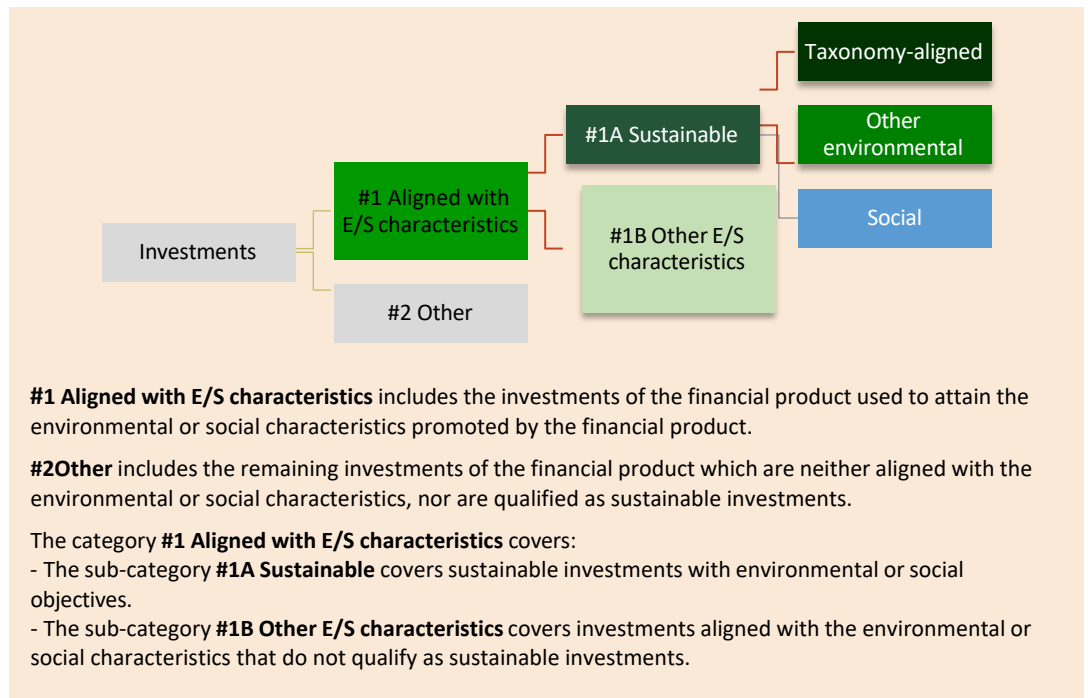 Taxonomy-aligned
#1A Sustainable
Other
environmental
#1 Aligned with
E/S characteristics
Social
#1B Other E/S
characteristics
Investments
#2 Other
#1 Aligned with E/S characteristics includes the investments of the financial product used to attain the
environmental or social characteristics promoted by the financial product.
#2Other includes the remaining investments of the financial product which are neither aligned with the
environmental or social characteristics, nor are qualified as sustainable investments.
The category #1 Aligned with E/S characteristics covers:
- The sub-category #1A Sustainable covers sustainable investments with environmental or social
objectives.
- The sub-category #1B Other E/S characteristics covers investments aligned with the environmental or
social characteristics that do not qualify as sustainable investments.